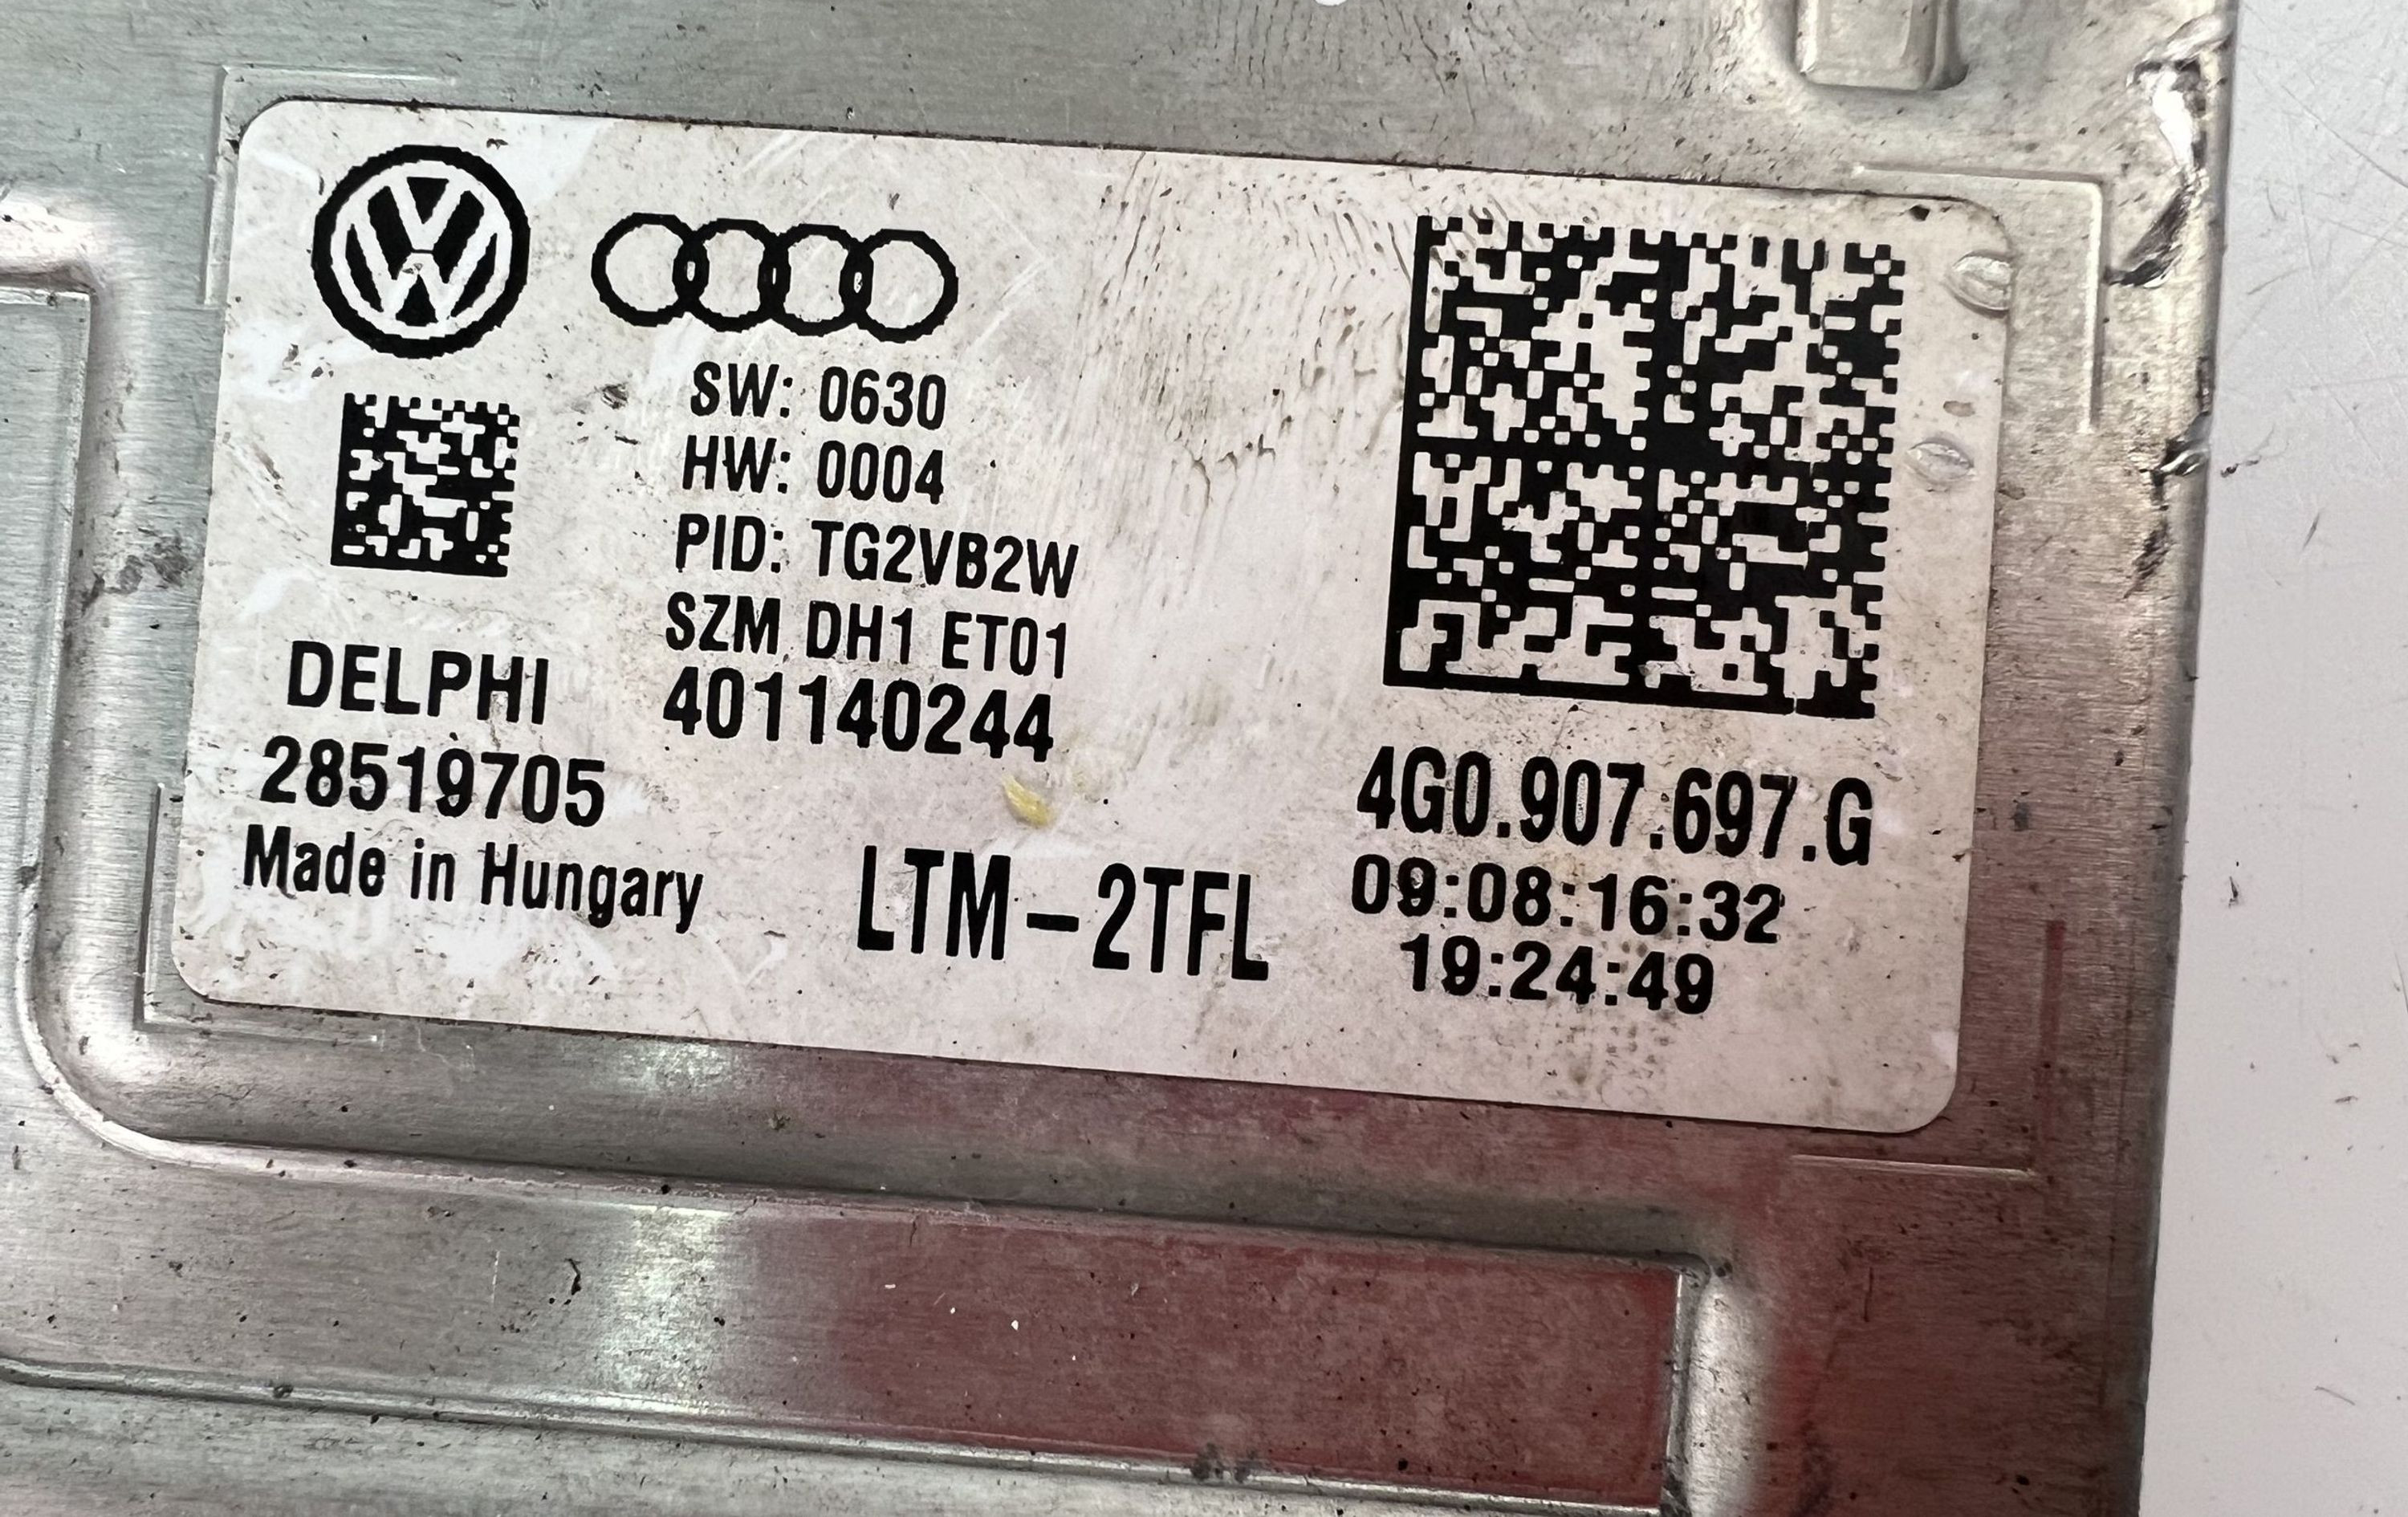 SW: 0630
HW: 0004
PID: TG2VB2W
SZM DH1 ET01
401140244
DELPHI
28519705
Made in Hungary
LTM-2TFL
4G0.907.697.G
09:08:16:32
19:24:49